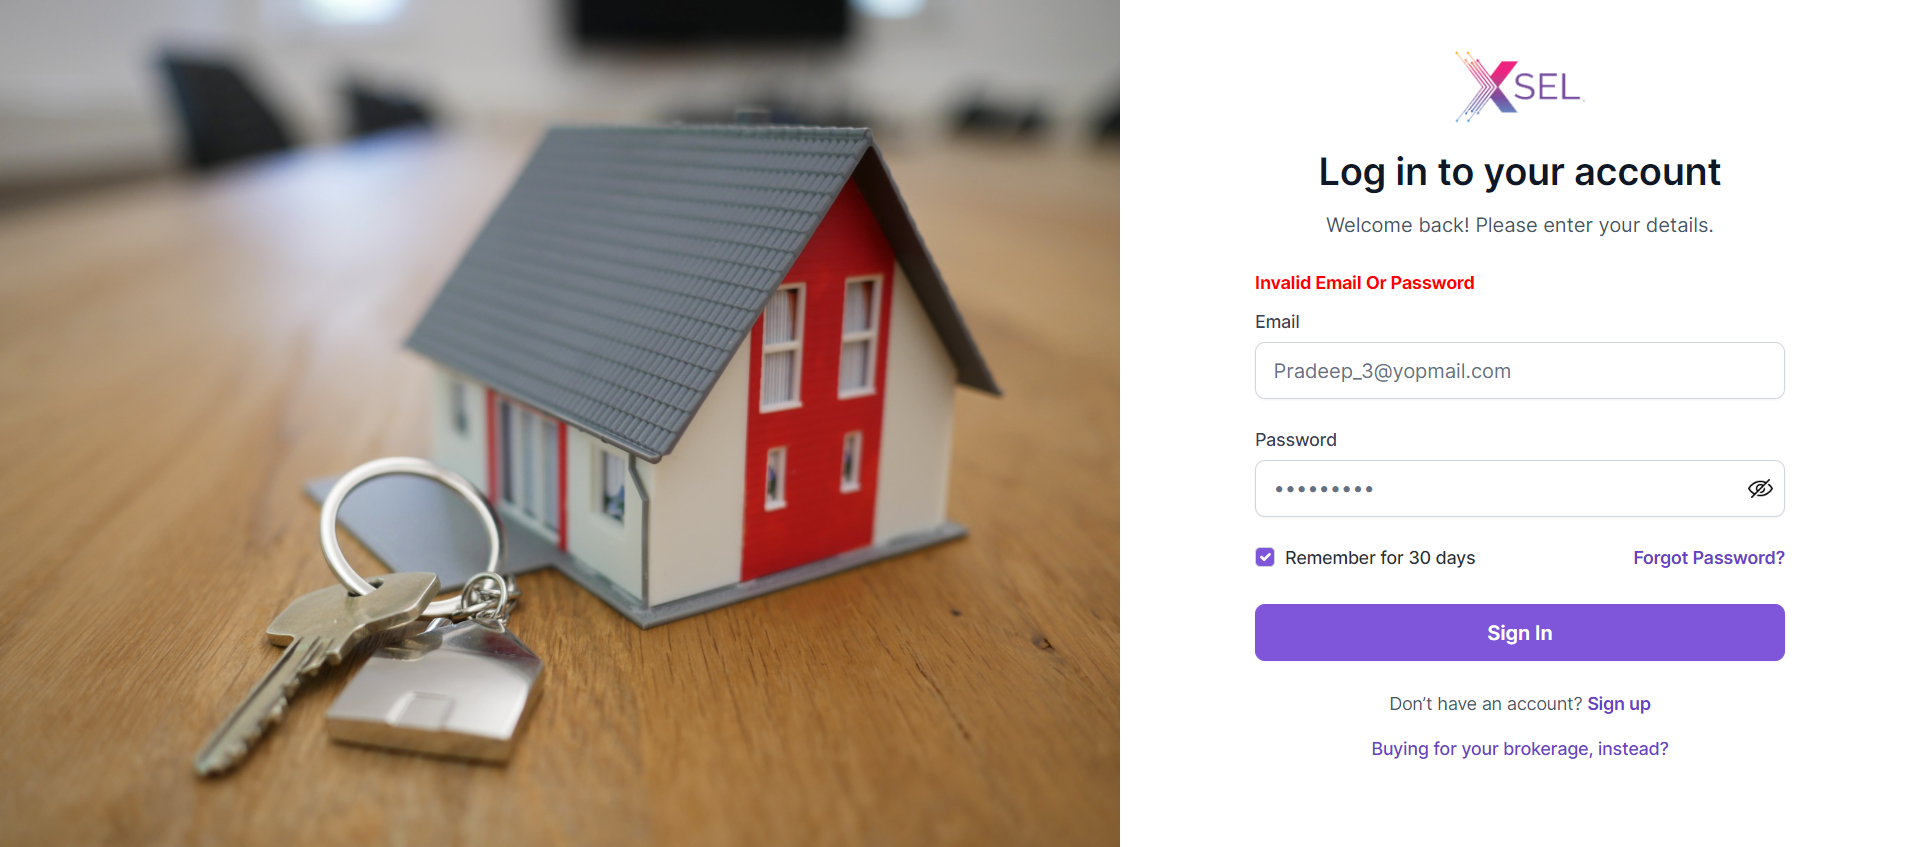 XSEL
Log in to your account
Welcome back! Please enter your details.
Invalid Email Or Password
Email
Pradeep_3@yopmail.com
Password
•••••••••
Remember for 30 days
Forgot Password?
Sign In
Don’t have an account? Sign up
Buying for your brokerage, instead?